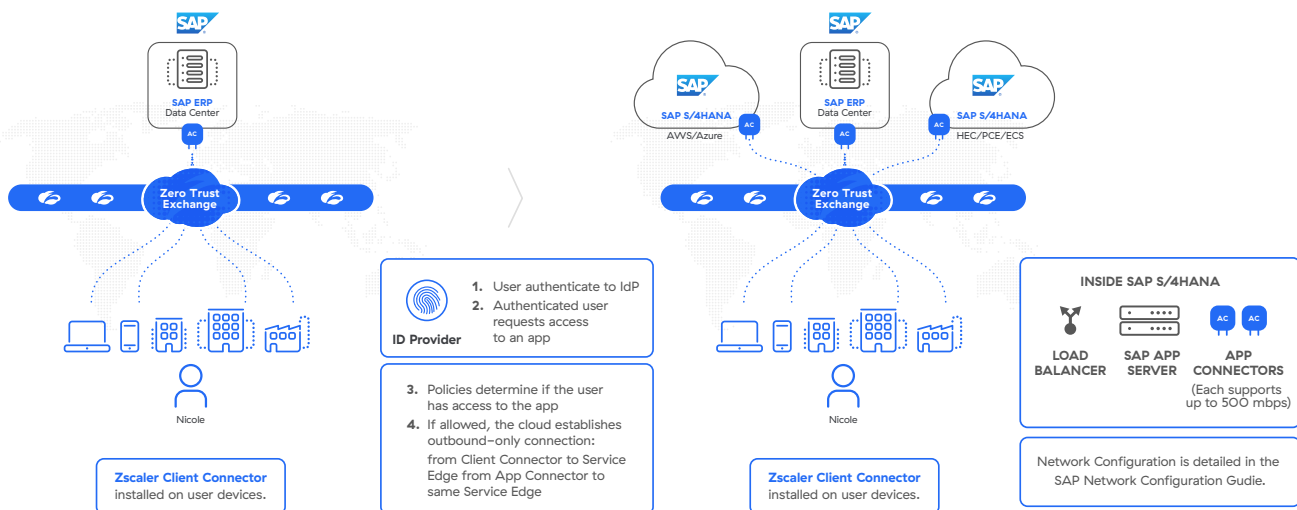 SAP
SAP ERP
Data Center
AC
Zero Trust
Exchange
Nicole
Zscaler Client Connector
installed on user devices.
ID Provider
1. User authenticate to IdP
2. Authenticated user
requests access
to an app
3. Policies determine if the user
has access to the app
4. If allowed, the cloud establishes
outbound-only connection:
from Client Connector to Service
Edge from App Connector to
same Service Edge
SAP
SAP
SAP S/4HANA
AWS/Azure
AC
SAP ERP
Data Center
AC
SAP
SAP S/4HANA
HEC/PCE/ECS
AC
Zero Trust
Exchange
Nicole
Zscaler Client Connector
installed on user devices.
INSIDE SAP S/4HANA
LOAD
BALANCER
SAP APP
SERVER
AC AC
APP
CONNECTORS
(Each supports
up to 500 mbps)
Network Configuration is detailed in the
SAP Network Configuration Gudie.